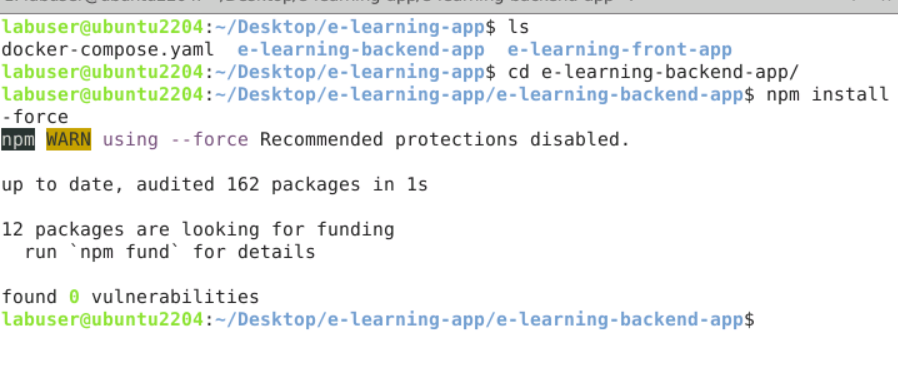 labuser@ubuntu2204:~/Desktop/e-learning-app$ ls
docker-compose.yaml  e-learning-backend-app  e-learning-front-app
labuser@ubuntu2204:~/Desktop/e-learning-app$ cd e-learning-backend-app/
labuser@ubuntu2204:~/Desktop/e-learning-app/e-learning-backend-app$ npm install
-force
npm WARN using --force Recommended protections disabled.
up to date, audited 162 packages in 1s
12 packages are looking for funding
  run `npm fund` for details
found 0 vulnerabilities
labuser@ubuntu2204:~/Desktop/e-learning-app/e-learning-backend-app$